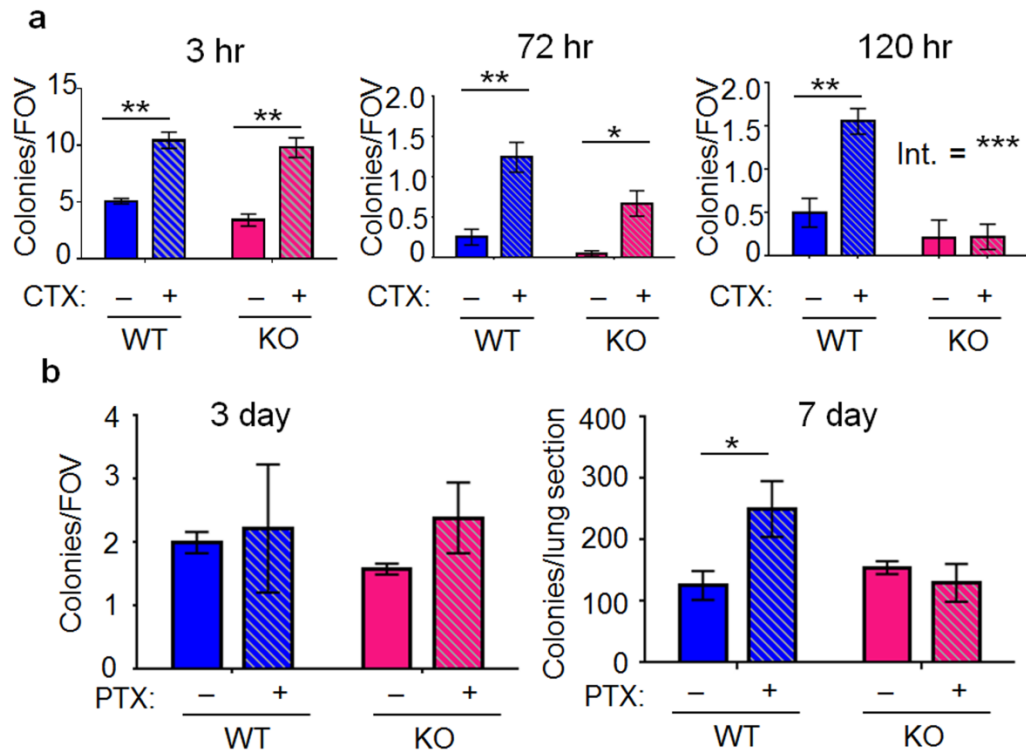 a
3 hr
72 hr
120 hr
Colonies/FOV
15
10
5
0
** **
CTX: – + – +
WT KO
Colonies/FOV
2.0
1.5
1.0
0.5
0
** *
CTX: – + – +
WT KO
Colonies/FOV
2.0
1.5
1.0
0.5
0
**
Int. = ***
CTX: – + – +
WT KO
b
3 day
Colonies/FOV
4
3
2
1
0
PTX: – + – +
WT KO
7 day
Colonies/lung section
400
300
200
100
0
*
PTX: – + – +
WT KO